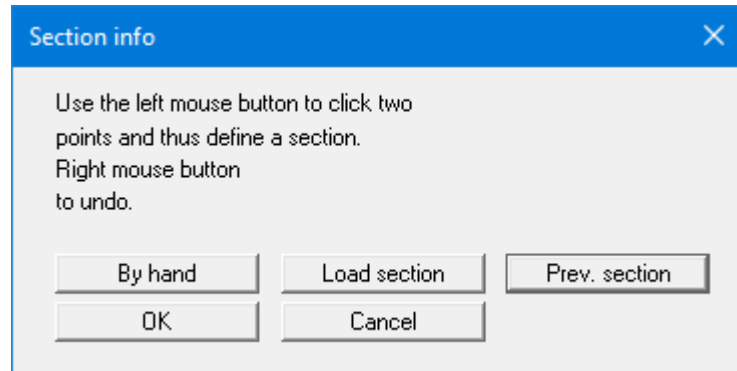 Section info
Use the left mouse button to click two
points and thus define a section.
Right mouse button
to undo.
By hand
Load section
Prev. section
OK
Cancel